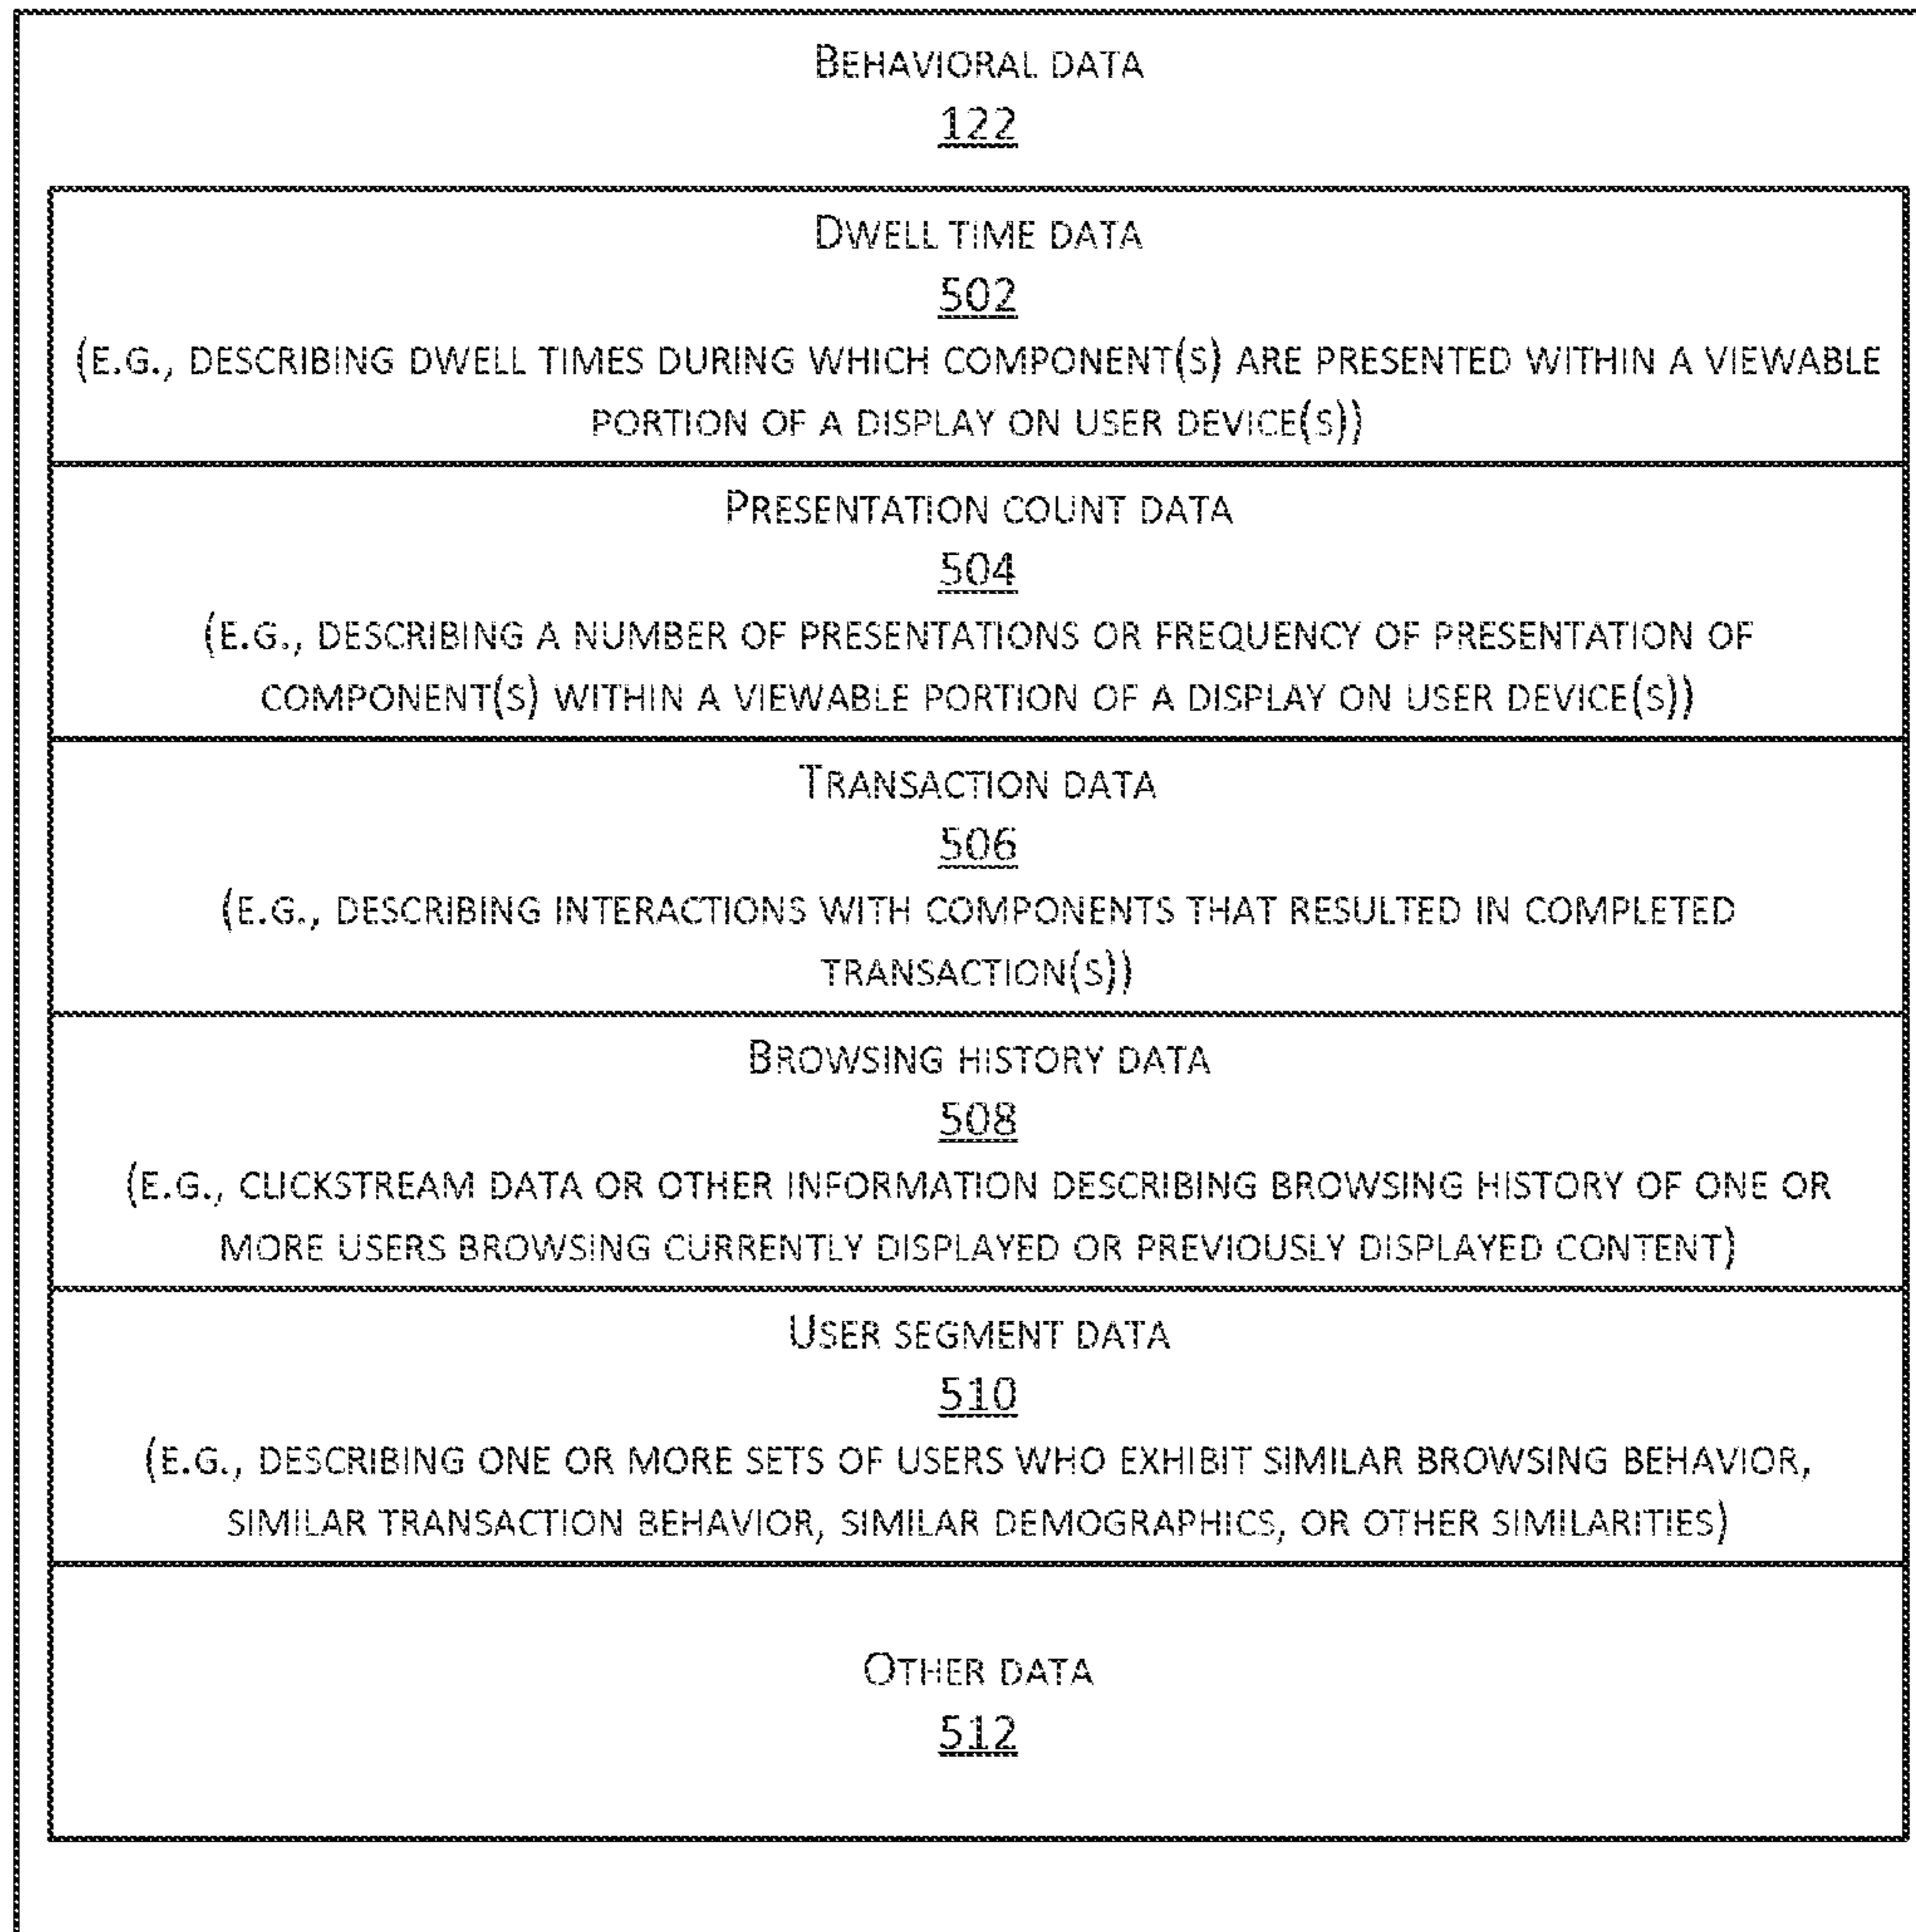 BEHAVIORAL DATA
122
DWELL TIME DATA
502
(E.G., DESCRIBING DWELL TIMES DURING WHICH COMPONENT(S) ARE PRESENTED WITHIN A VIEWABLE
PORTION OF A DISPLAY ON USER DEVICE(S))
PRESENTATION COUNT DATA
504
(E.G., DESCRIBING A NUMBER OF PRESENTATIONS OR FREQUENCY OF PRESENTATION OF
COMPONENT(S) WITHIN A VIEWABLE PORTION OF A DISPLAY ON USER DEVICE(S))
TRANSACTION DATA
506
(E.G., DESCRIBING INTERACTIONS WITH COMPONENTS THAT RESULTED IN COMPLETED
TRANSACTION(S))
BROWSING HISTORY DATA
508
(E.G., CLICKSTREAM DATA OR OTHER INFORMATION DESCRIBING BROWSING HISTORY OF ONE OR
MORE USERS BROWSING CURRENTLY DISPLAYED OR PREVIOUSLY DISPLAYED CONTENT)
USER SEGMENT DATA
510
(E.G., DESCRIBING ONE OR MORE SETS OF USERS WHO EXHIBIT SIMILAR BROWSING BEHAVIOR,
SIMILAR TRANSACTION BEHAVIOR, SIMILAR DEMOGRAPHICS, OR OTHER SIMILARITIES)
OTHER DATA
512